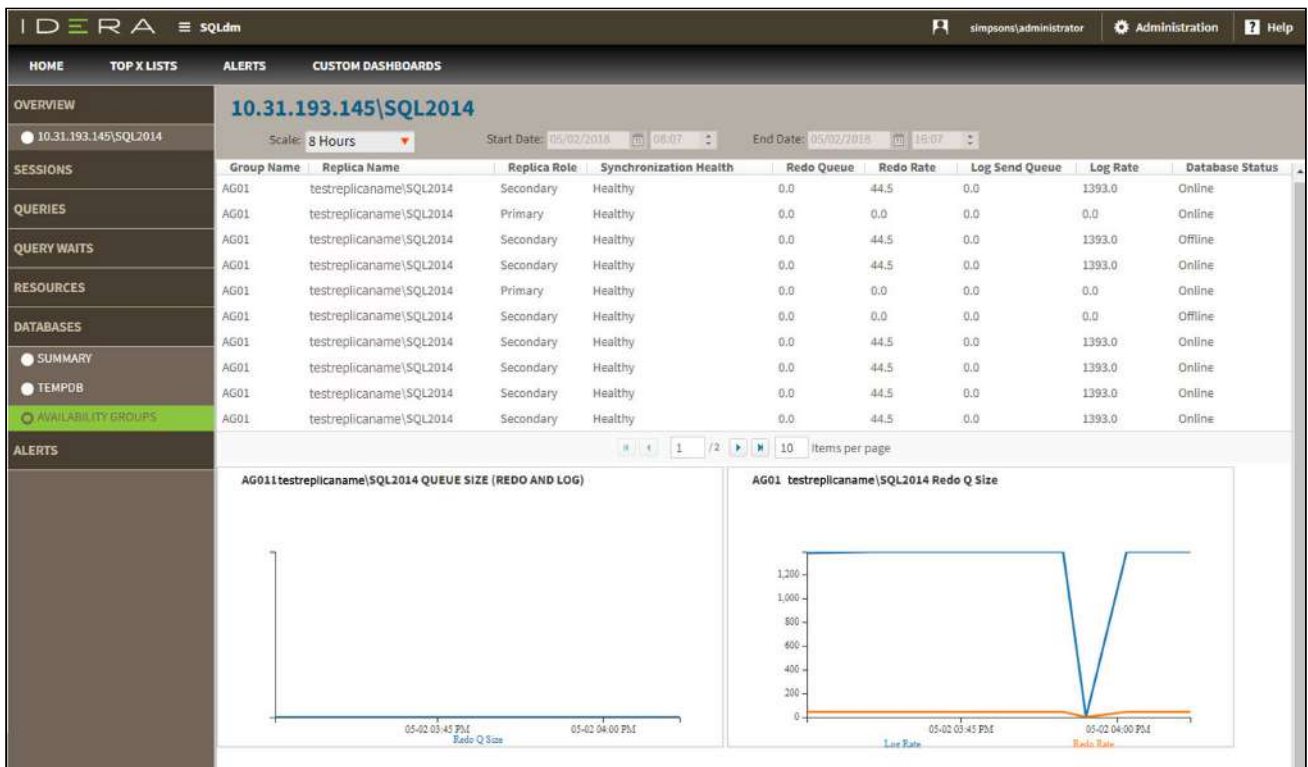 IDERA SQLdm simpsons\administrator Administration ? Help
HOME TOP X LISTS ALERTS CUSTOM DASHBOARDS
OVERVIEW
10.31.193.145\SQL2014
SESSIONS
QUERIES
QUERY WAITS
RESOURCES
DATABASES
SUMMARY
TEMPDB
AVAILABILITY GROUPS
ALERTS
10.31.193.145\SQL2014
Scale: 8 Hours Start Date: 05/02/2018 08:07 End Date: 05/02/2018 16:07
Group Name Replica Name Replica Role Synchronization Health Redo Queue Redo Rate Log Send Queue Log Rate Database Status
AG01 testreplicaname\SQL2014 Secondary Healthy 0.0 44.5 0.0 1393.0 Online
AG01 testreplicaname\SQL2014 Primary Healthy 0.0 0.0 0.0 0.0 Online
AG01 testreplicaname\SQL2014 Secondary Healthy 0.0 44.5 0.0 1393.0 Offline
AG01 testreplicaname\SQL2014 Secondary Healthy 0.0 44.5 0.0 1393.0 Online
AG01 testreplicaname\SQL2014 Primary Healthy 0.0 0.0 0.0 0.0 Online
AG01 testreplicaname\SQL2014 Secondary Healthy 0.0 0.0 0.0 0.0 Offline
AG01 testreplicaname\SQL2014 Secondary Healthy 0.0 44.5 0.0 1393.0 Online
AG01 testreplicaname\SQL2014 Secondary Healthy 0.0 44.5 0.0 1393.0 Online
AG01 testreplicaname\SQL2014 Secondary Healthy 0.0 44.5 0.0 1393.0 Online
AG01 testreplicaname\SQL2014 Secondary Healthy 0.0 44.5 0.0 1393.0 Online
1 /2 10 Items per page
AG011testreplicaname\SQL2014 QUEUE SIZE (REDO AND LOG)
05-02 03:45 PM 05-02 04:00 PM
Redo Q Size
AG01 testreplicaname\SQL2014 Redo Q Size
1,200
1,000
800
600
400
200
0
05-02 03:45 PM 05-02 04:00 PM
Log Rate Redo Rate